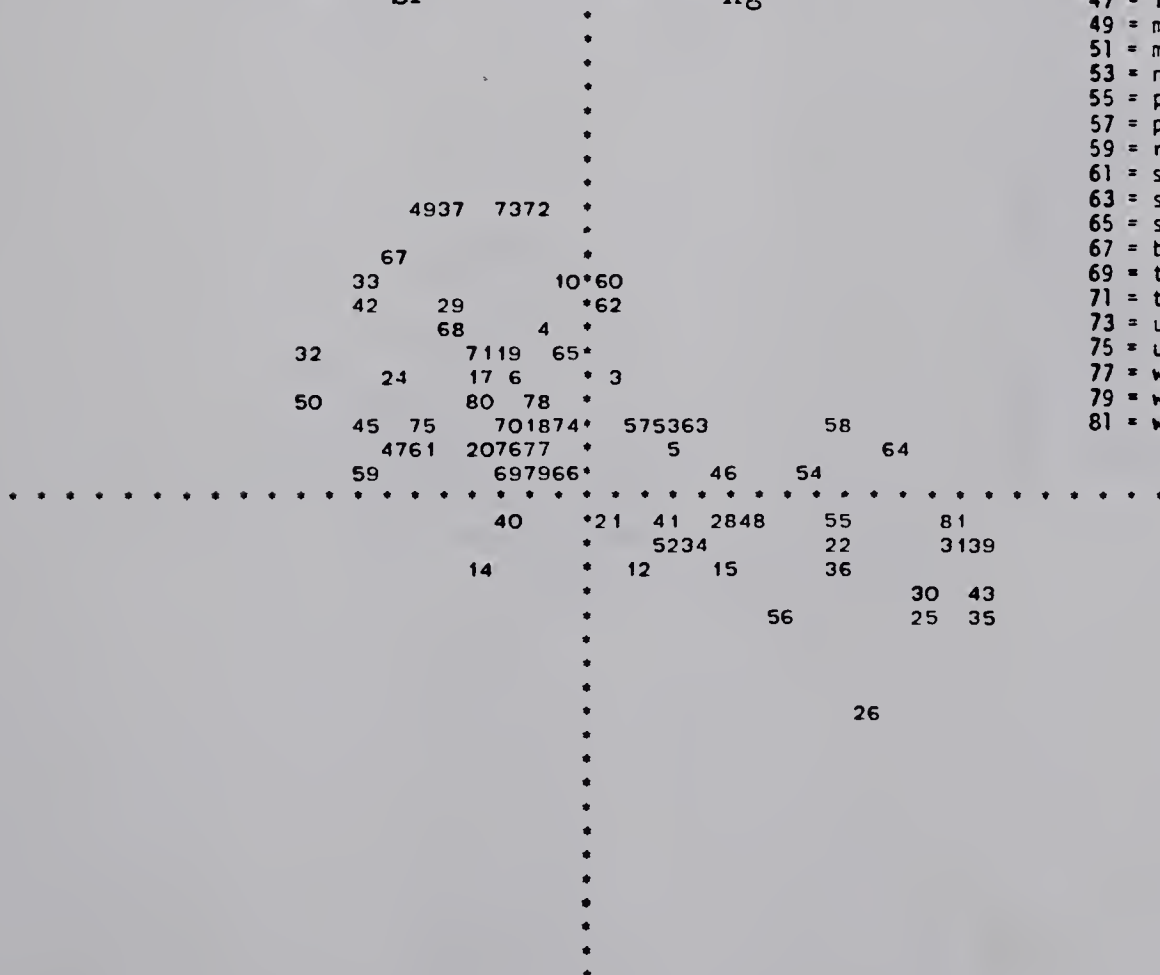 49 =
51 =
53 =
55 =
57 =
59 =
61 = s
63 = s
4937 7372
65 = s
67 = t
67
69 = t
33 10*60
71 = t
42 29 *62
73 = u
68 4
75 = u
32 7119 65*
77 = w
24 17 6 * 3
79 = w
50 80 78 *
81 = w
45 75 701874* 575363 58
4761 207677 * 5 64
59 697966* 46 54
40 *21 41 2848 55 81
5234 22 3139
14 12 15 36
30 43
56 25 35
26